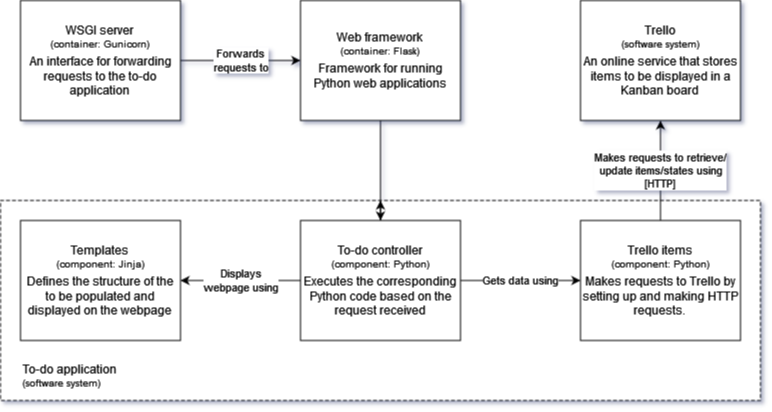 WSGI server
(container: Gunicorn)
An interface for forwarding
requests to the to-do
application
Forwards
requests to
Web framework
(container: Flask)
Framework for running
Python web applications
Trello
(software system)
An online service that stores
items to be displayed in a
Kanban board
Makes requests to retrieve/
update items/states using
[HTTP]
Templates
(component: Jinja)
Defines the structure of the
to be populated and
displayed on the webpage
Displays
webpage using
To-do controller
(component: Python)
Executes the corresponding
Python code based on the
request received
Gets data using
Trello items
(component: Python)
Makes requests to Trello by
setting up and making HTTP
requests.
To-do application
(software system)